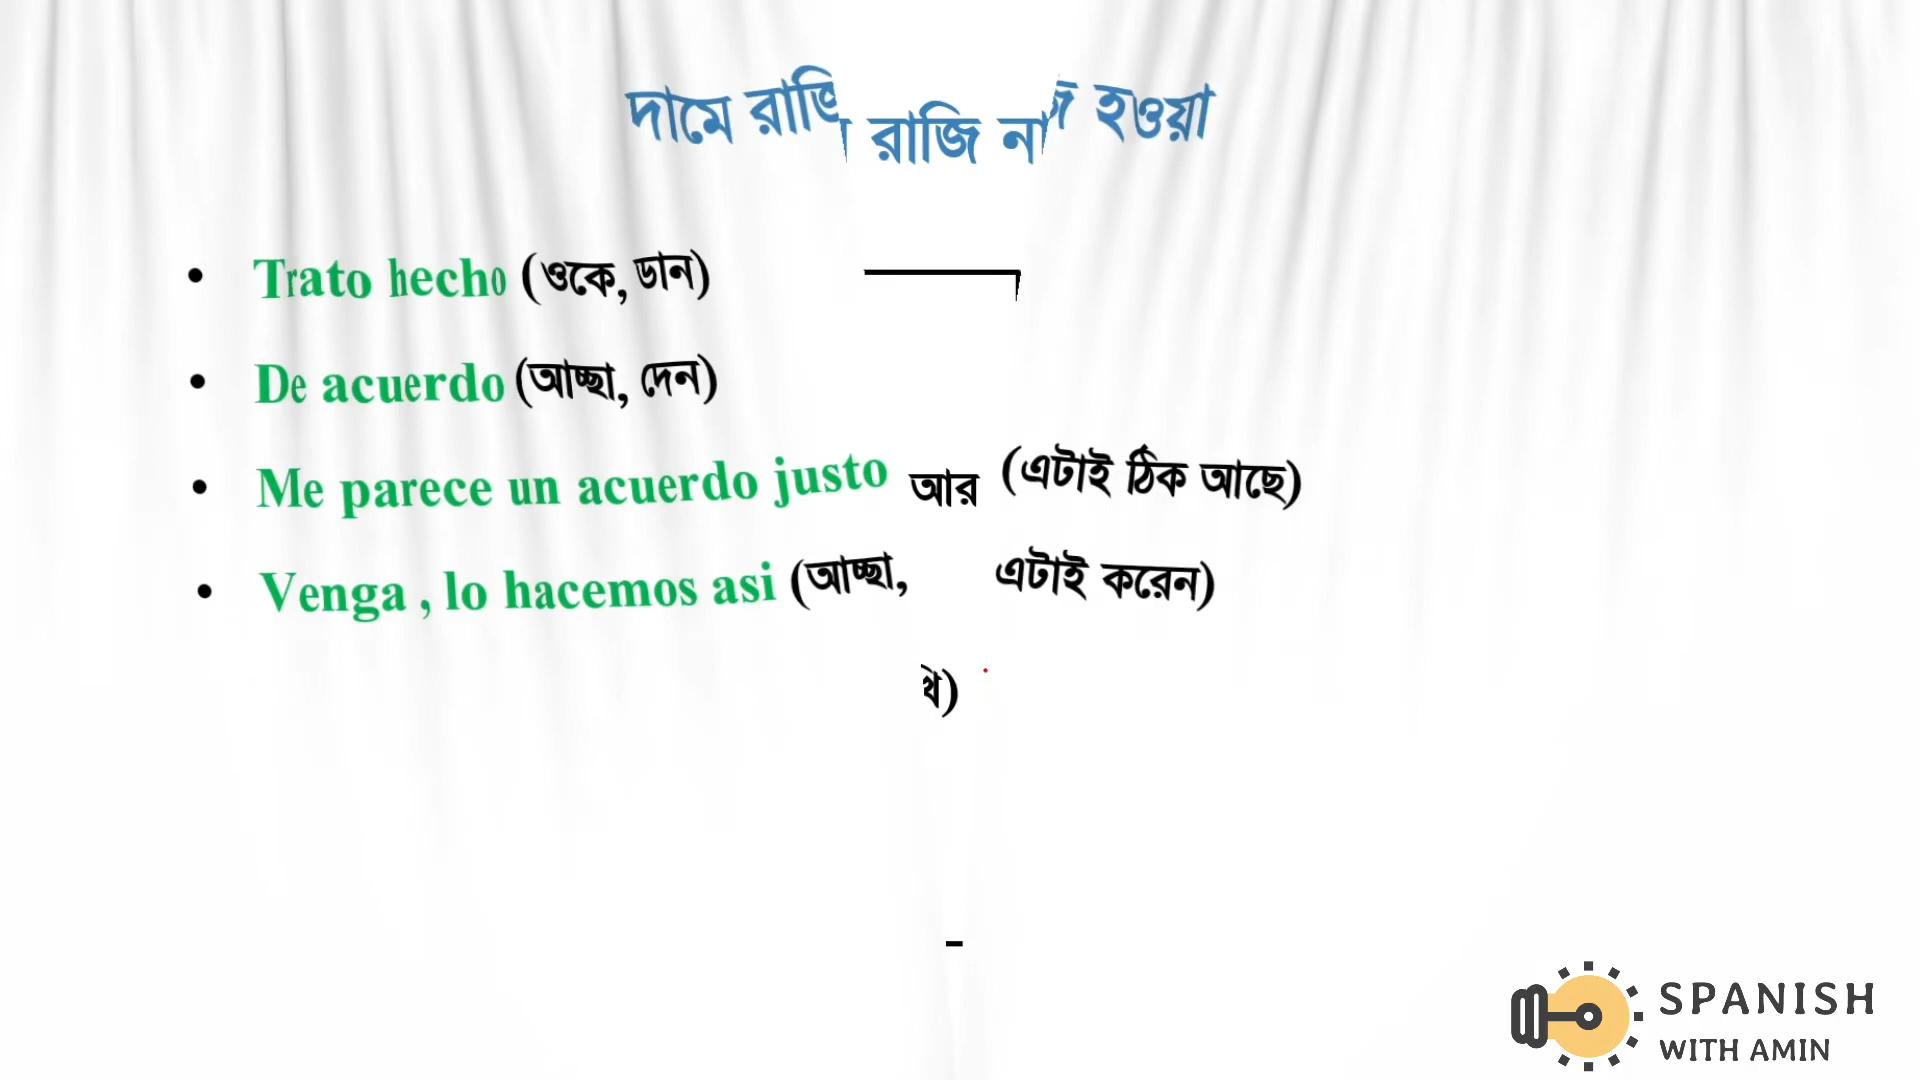 দামে রাজি রাজি না হওয়া
Trato hecho (ওকে, ডান)
De acuerdo (আচ্ছা, দেন)
Me parece un acuerdo justo আর (এটাই ঠিক আছে)
Venga , lo hacemos asi (আচ্ছা, এটাই করেন)
-
SPANISH
WITH AMIN